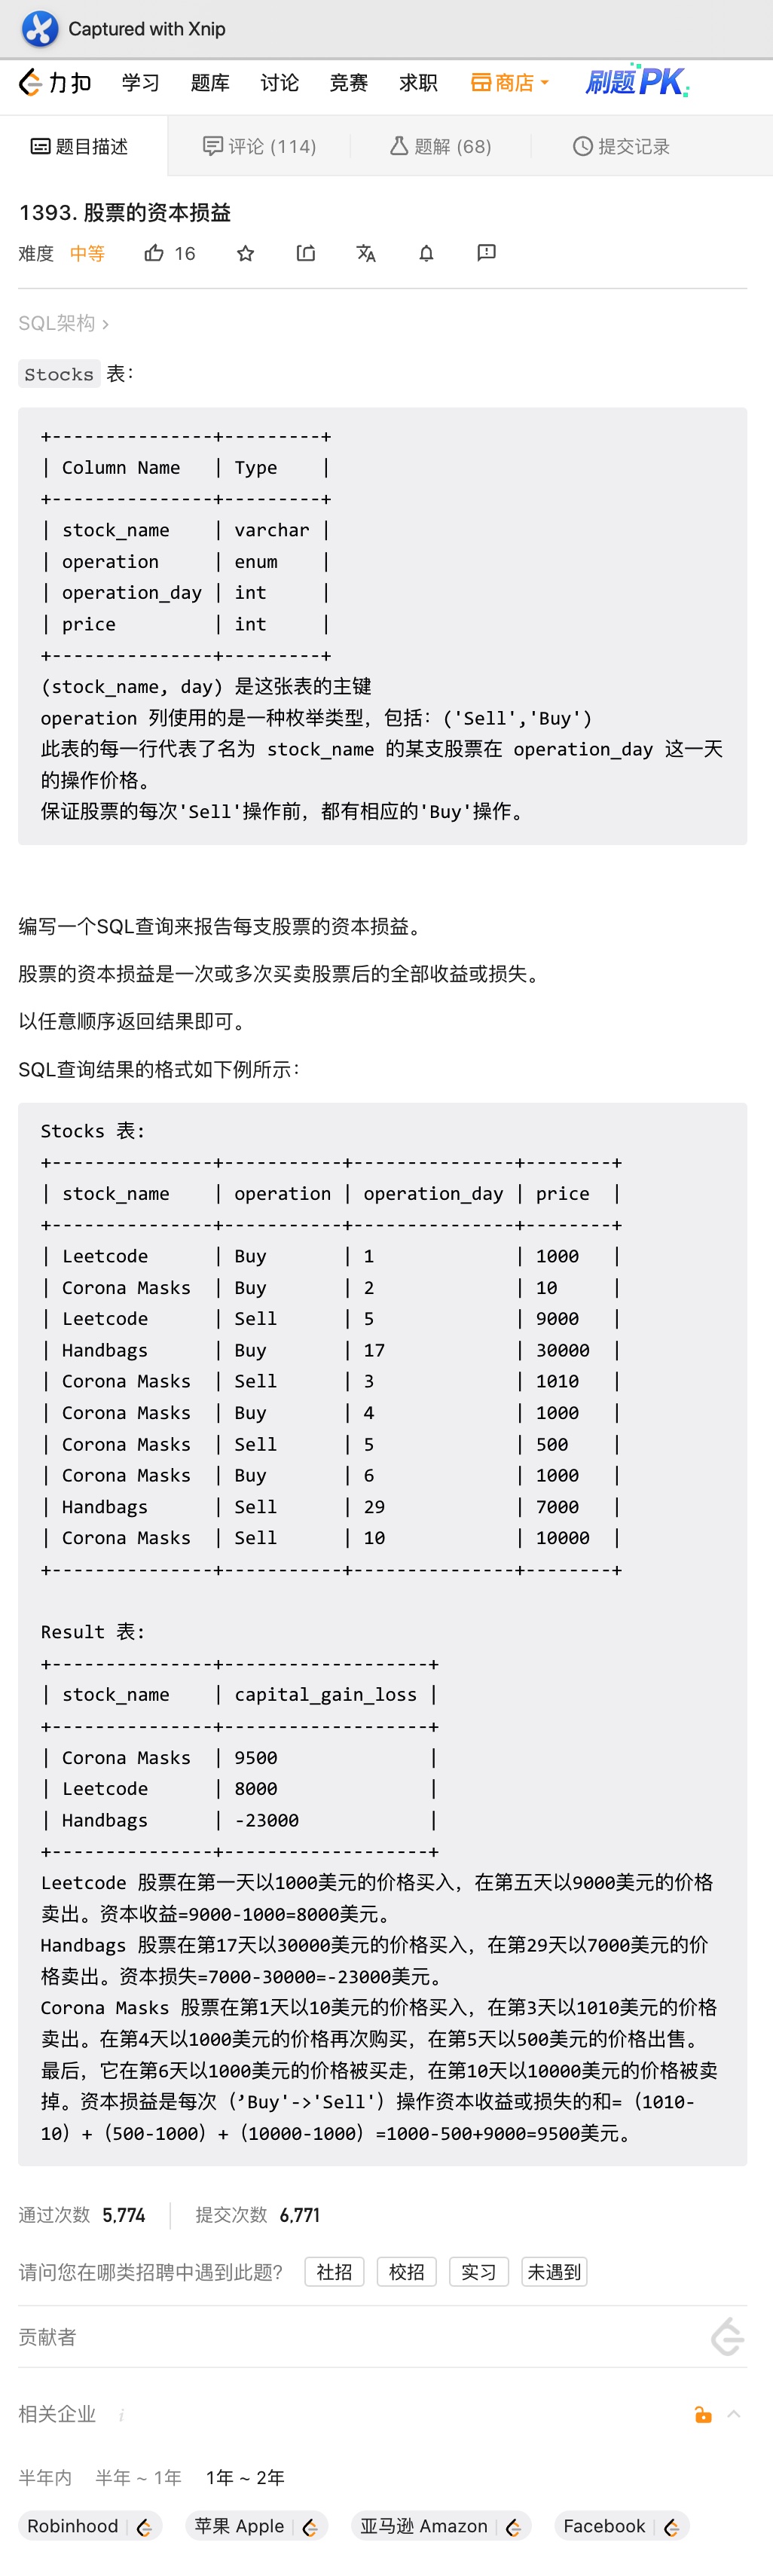 Captured with Xnip
力扣 学习 题库 讨论 竞赛 求职 商店 刷题PK
题目描述 评论 (114) 题解 (68) 提交记录
1393. 股票的资本损益
难度 中等 16
SQL架构 ›
Stocks 表：
+---------------+---------+
| Column Name   | Type    |
+---------------+---------+
| stock_name    | varchar |
| operation     | enum    |
| operation_day | int     |
| price         | int     |
+---------------+---------+
(stock_name, day) 是这张表的主键
operation 列使用的是一种枚举类型，包括：('Sell','Buy')
此表的每一行代表了名为 stock_name 的某支股票在 operation_day 这一天
的操作价格。
保证股票的每次'Sell'操作前，都有相应的'Buy'操作。
编写一个SQL查询来报告每支股票的资本损益。
股票的资本损益是一次或多次买卖股票后的全部收益或损失。
以任意顺序返回结果即可。
SQL查询结果的格式如下例所示：
Stocks 表:
+---------------+-----------+---------------+--------+
| stock_name    | operation | operation_day | price  |
+---------------+-----------+---------------+--------+
| Leetcode      | Buy       | 1             | 1000   |
| Corona Masks  | Buy       | 2             | 10     |
| Leetcode      | Sell      | 5             | 9000   |
| Handbags      | Buy       | 17            | 30000  |
| Corona Masks  | Sell      | 3             | 1010   |
| Corona Masks  | Buy       | 4             | 1000   |
| Corona Masks  | Sell      | 5             | 500    |
| Corona Masks  | Buy       | 6             | 1000   |
| Handbags      | Sell      | 29            | 7000   |
| Corona Masks  | Sell      | 10            | 10000  |
+---------------+-----------+---------------+--------+
Result 表:
+---------------+-------------------+
| stock_name    | capital_gain_loss |
+---------------+-------------------+
| Corona Masks  | 9500              |
| Leetcode      | 8000              |
| Handbags      | -23000            |
+---------------+-------------------+
Leetcode 股票在第一天以1000美元的价格买入，在第五天以9000美元的价格
卖出。资本收益=9000-1000=8000美元。
Handbags 股票在第17天以30000美元的价格买入，在第29天以7000美元的价
格卖出。资本损失=7000-30000=-23000美元。
Corona Masks 股票在第1天以10美元的价格买入，在第3天以1010美元的价格
卖出。在第4天以1000美元的价格再次购买，在第5天以500美元的价格出售。
最后，它在第6天以1000美元的价格被买走，在第10天以10000美元的价格被卖
掉。资本损益是每次（’Buy'->'Sell'）操作资本收益或损失的和=（1010-
10）+（500-1000）+（10000-1000）=1000-500+9000=9500美元。
通过次数 5,774 提交次数 6,771
请问您在哪类招聘中遇到此题? 社招 校招 实习 未遇到
贡献者
相关企业 i
半年内 半年 ~ 1年 1年 ~ 2年
Robinhood 苹果 Apple 亚马逊 Amazon Facebook